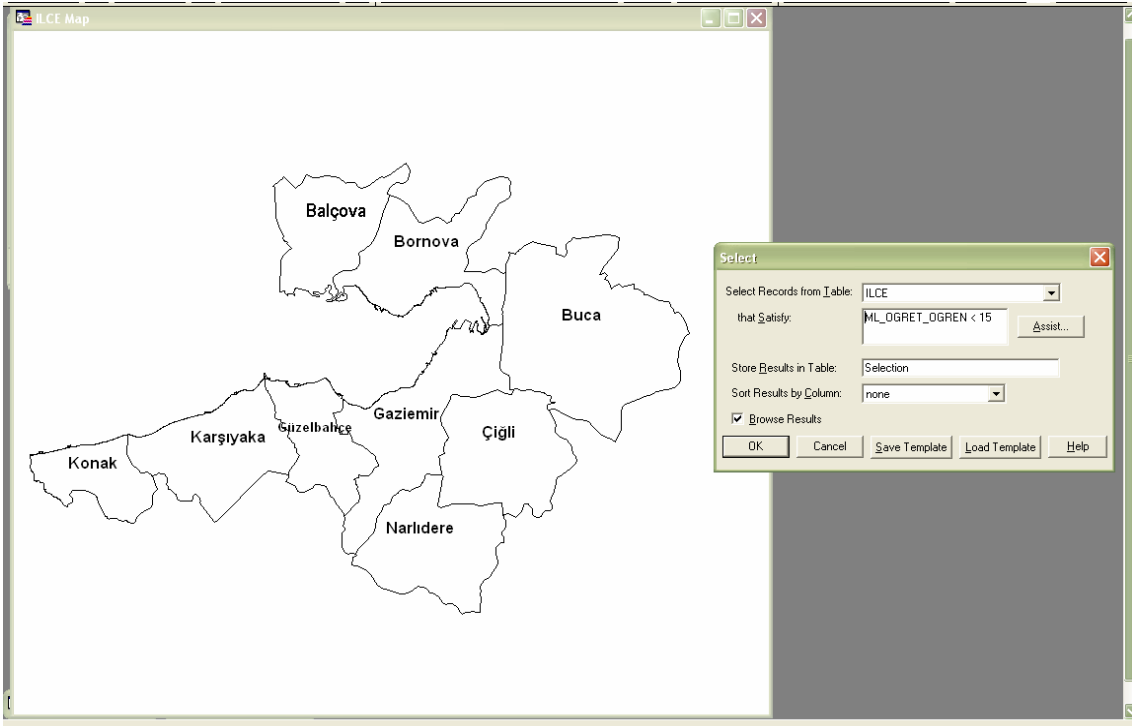 ILCE Map
Balçova
Bornova
Buca
Gaziemir
Güzelbahçe
Karşıyaka
Çiğli
Konak
Narlıdere
Select
Select Records from Table: ILCE
that Satisfy: ML_OGRET_OGREN < 15
Assist...
Store Results in Table: Selection
Sort Results by Column: none
Browse Results
OK Cancel Save Template Load Template Help